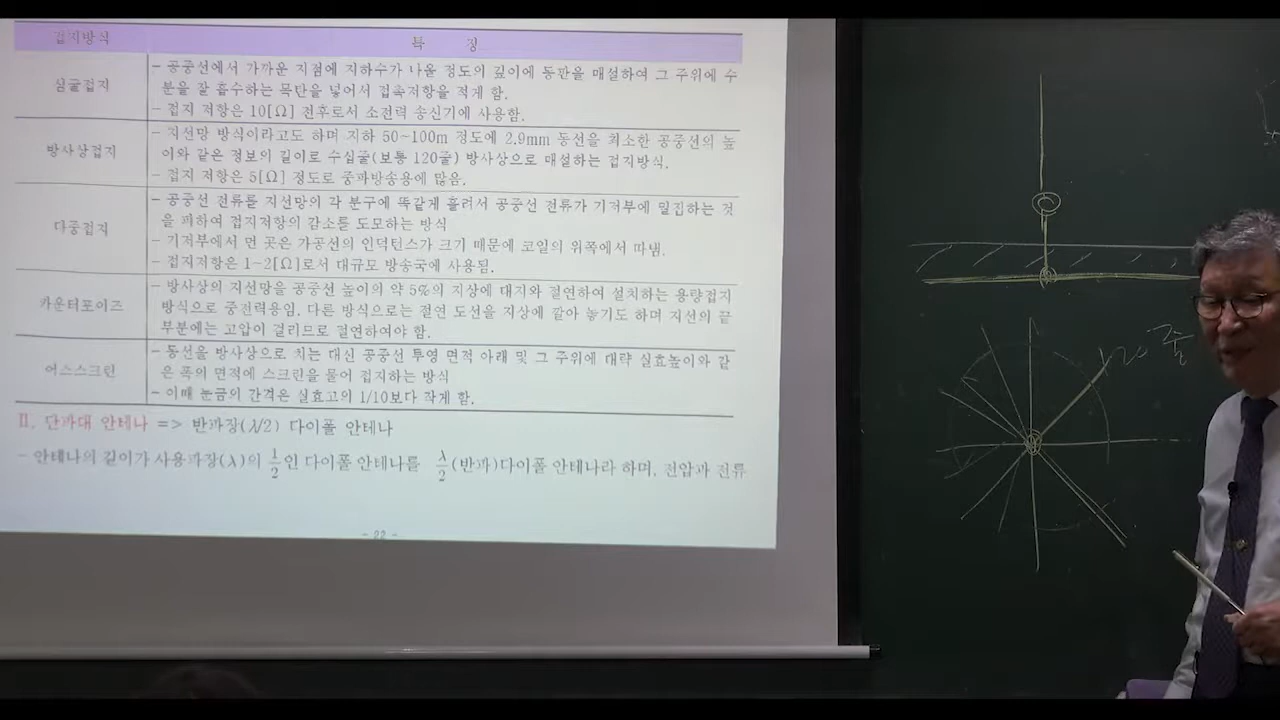 접지방식 특 징
심굴접지
- 공중선에서 가까운 지점에 지하수가 나올 정도의 깊이에 동판을 매설하여 그 주위에 수
분을 잘 흡수하는 목탄을 넣어서 접촉저항을 적게 함.
- 접지 저항은 10[Ω] 전후로서 소전력 송신기에 사용함.
방사상접지
- 지선망 방식이라고도 하며 지하 50~100m 정도에 2.9mm 동선을 최소한 공중선의 높
이와 같은 정보의 길이로 수십줄(보통 120줄) 방사상으로 매설하는 접지방식.
- 접지 저항은 5[Ω] 정도로 중파방송용에 많음.
다중접지
- 공중선 전류를 지선망의 각 분구에 똑같게 흘려서 공중선 전류가 기저부에 밀집하는 것
을 피하여 접지저항의 감소를 도모하는 방식
- 기저부에서 먼 곳은 가공선의 인덕턴스가 크기 때문에 코일의 위쪽에서 따냄.
- 접지저항은 1-2[Ω]로서 대규모 방송국에 사용됨.
카운터포이즈
- 방사상의 지선망을 공중선 높이의 약 5%의 지상에 대지와 절연하여 설치하는 용량접지
방식으로 중전력용임. 다른 방식으로는 절연 도선을 지상에 깔아 놓기도 하며 지선의 끝
부분에는 고압이 걸리므로 절연하여야 함.
어스스크린
- 동선을 방사상으로 치는 대신 공중선 투영 면적 아래 및 그 주위에 대략 실효높이와 같
은 폭의 면적에 스크린을 물어 접지하는 방식
- 이때 눈금의 간격은 실효고의 1/10보다 작게 함.
II. 단파대 안테나 => 반파장(λ/2) 다이폴 안테나
- 안테나의 길이가 사용파장(λ)의 1/2인 다이폴 안테나를 λ/2(반파)다이폴 안테나라 하며, 전압과 전류
- 22 -
120 줄